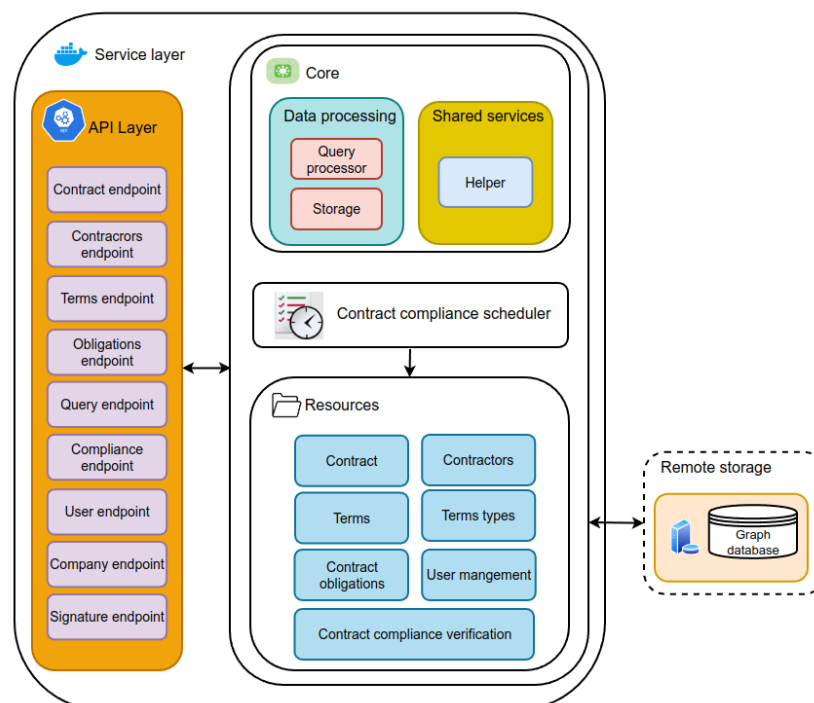 Service layer
API Layer
Contract endpoint
Contracrors
endpoint
Terms endpoint
Obligations
endpoint
Query endpoint
Compliance
endpoint
User endpoint
Company endpoint
Signature endpoint
Core
Data processing
Query
processor
Storage
Shared services
Helper
Contract compliance scheduler
Resources
Contract
Contractors
Terms
Terms types
Contract
obligations
User mangement
Contract compliance verification
Remote storage
Graph
database